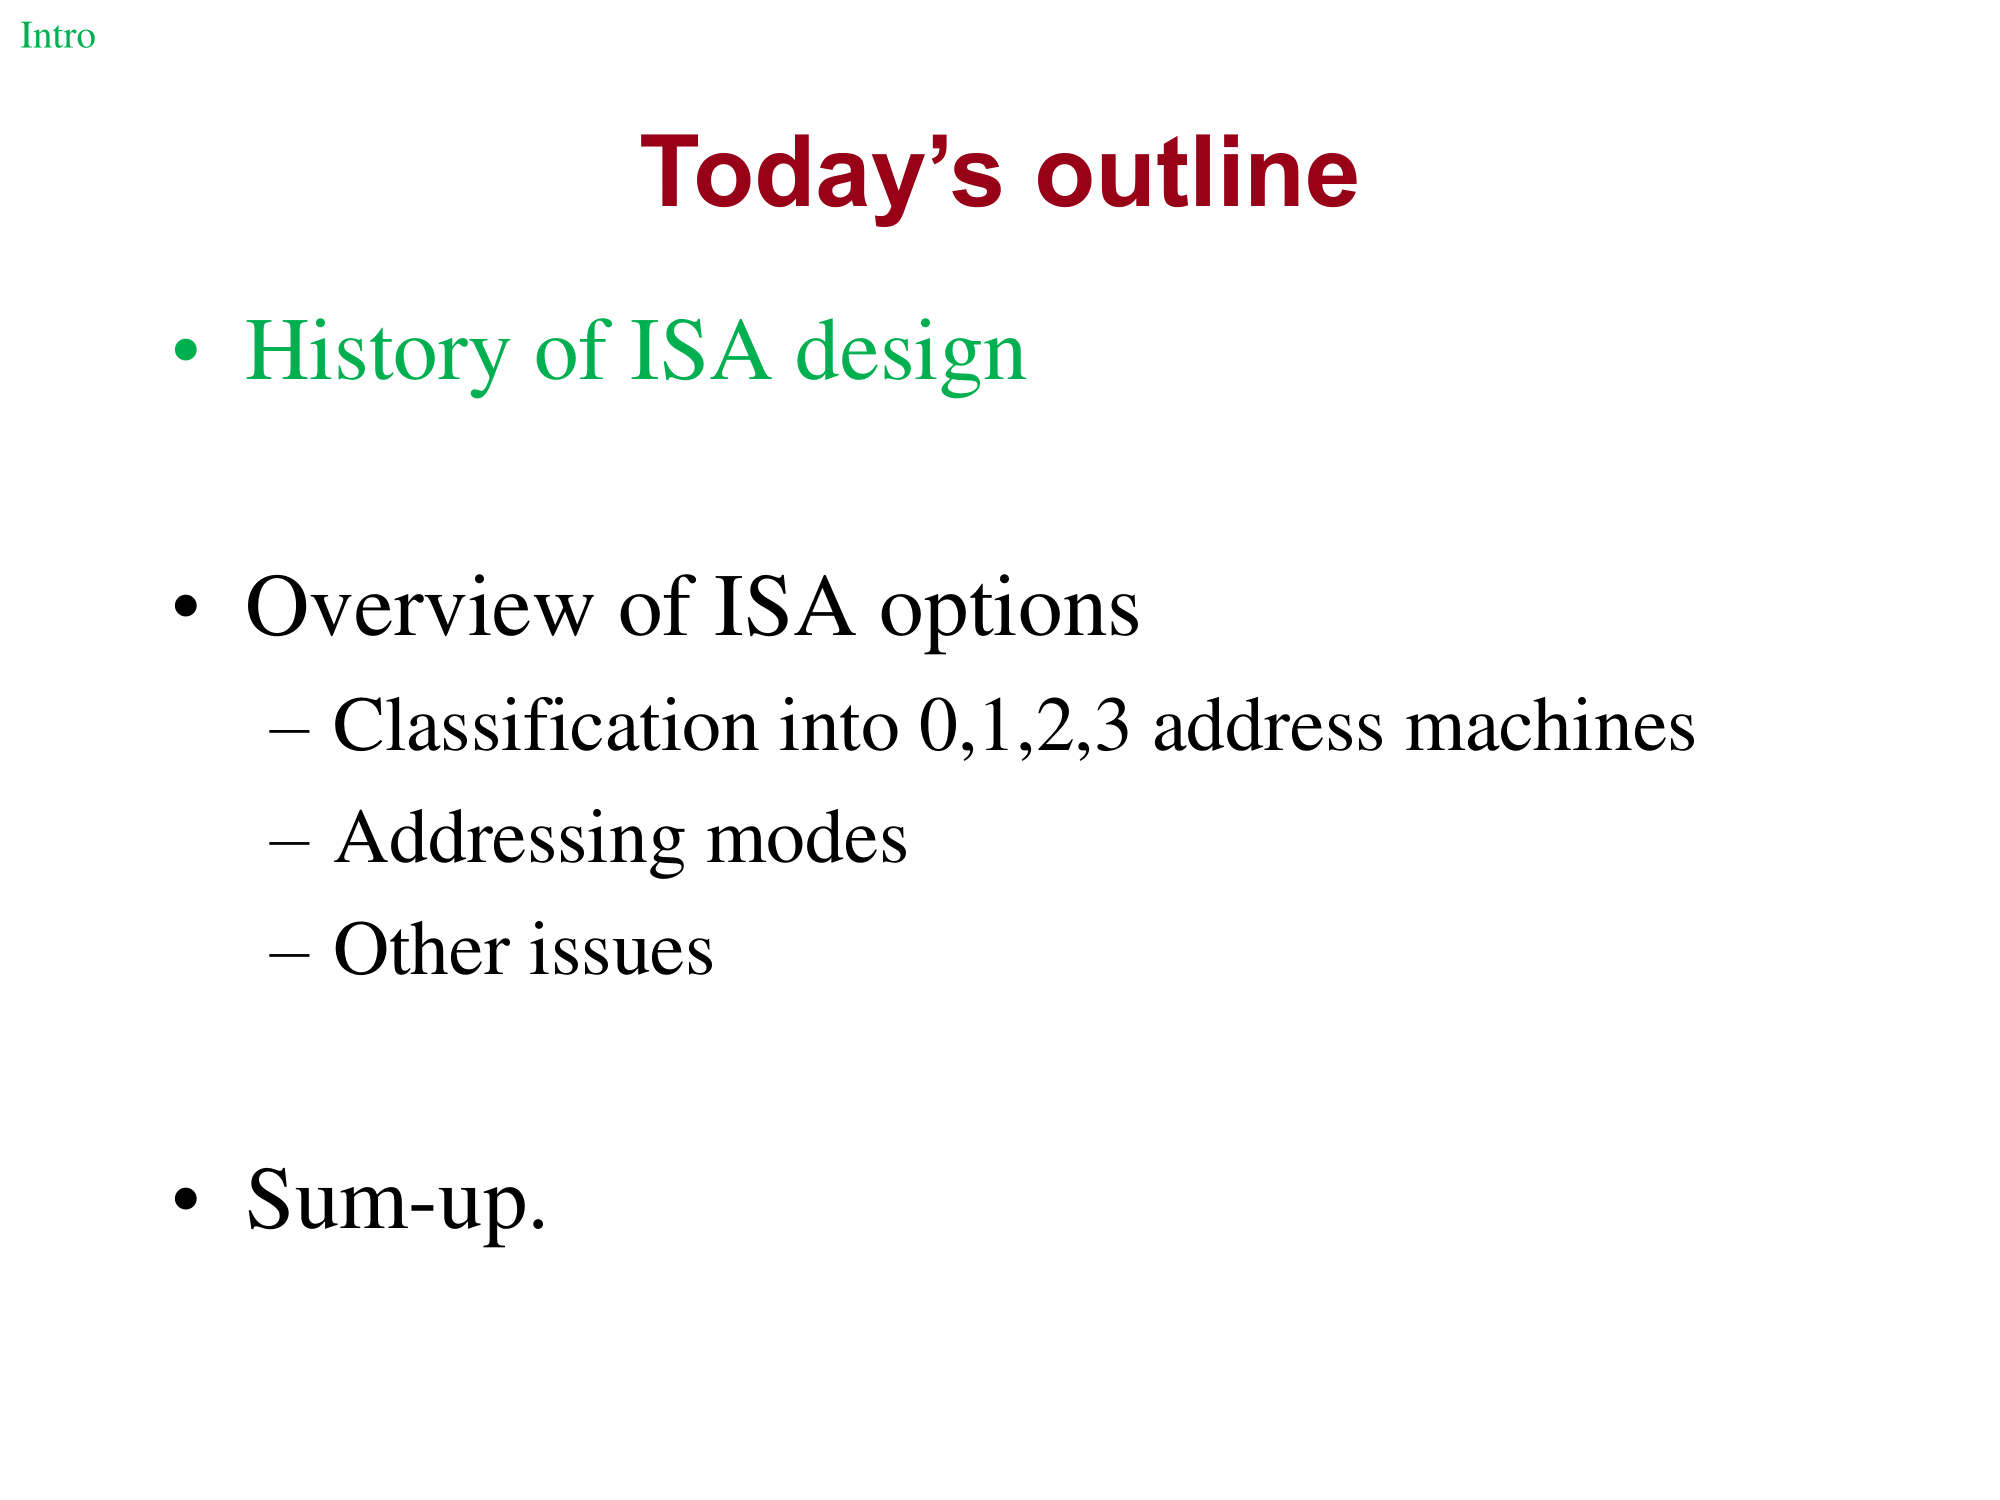 Intro
Today’s outline
• History of ISA design
• Overview of ISA options
– Classification into 0,1,2,3 address machines
– Addressing modes
– Other issues
• Sum-up.